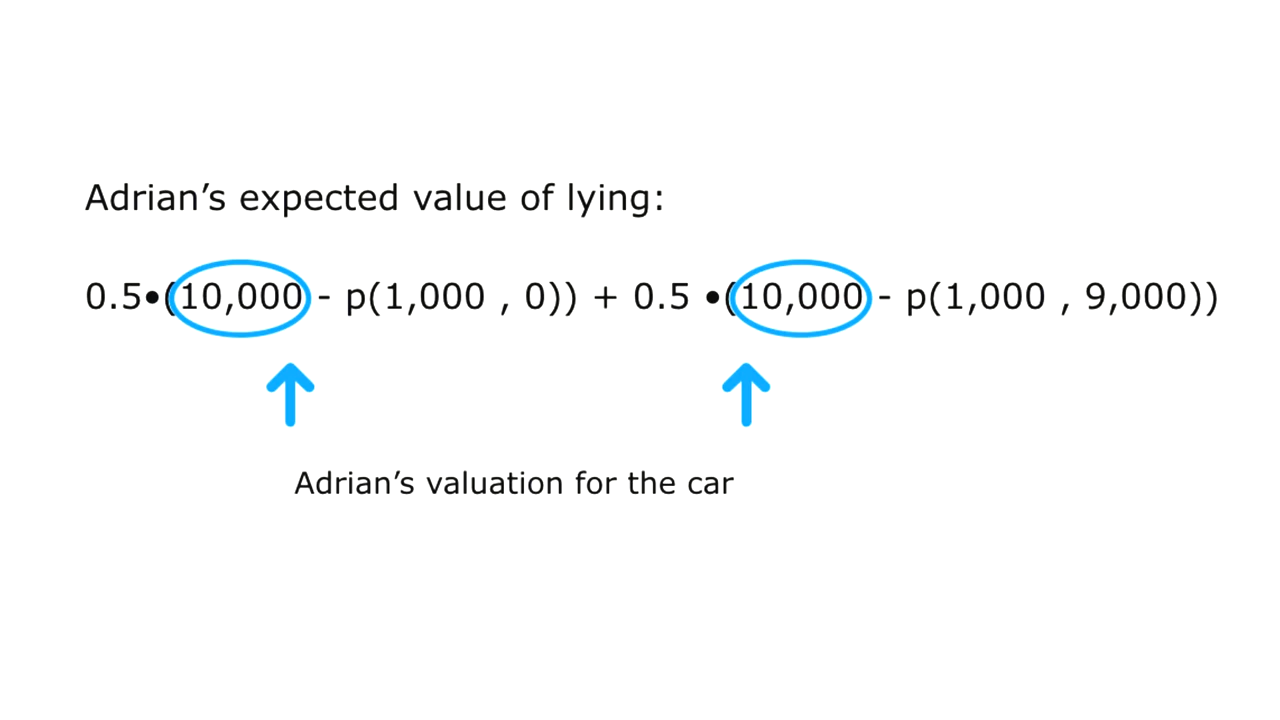 Adrian’s expected value of lying:
0.5•(10,000 - p(1,000 , 0)) + 0.5 •(10,000 - p(1,000 , 9,000))
Adrian’s valuation for the car